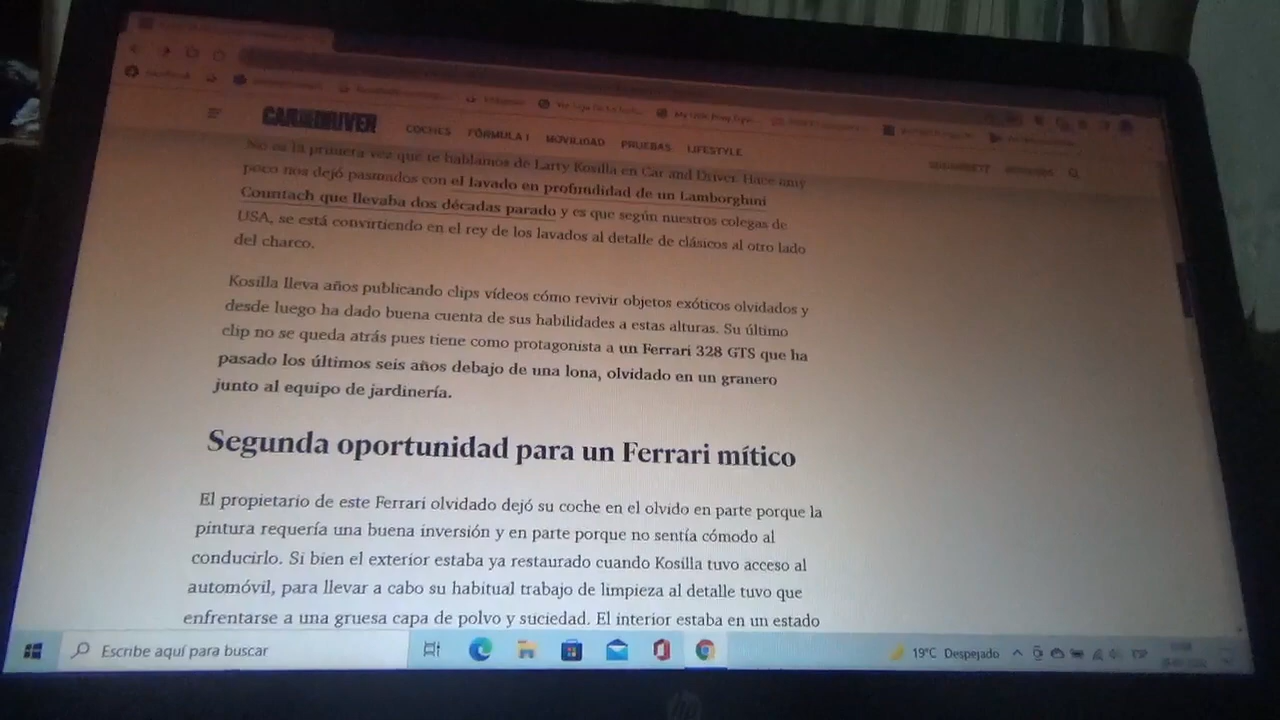 CAR AND DRIVER
COCHES FÓRMULA 1 MOVILIDAD PRUEBAS LIFESTYLE
No es la primera vez que te hablamos de Larry Kosilla en Car and Driver. Hace muy
poco nos dejó pasmados con el lavado en profundidad de un Lamborghini
Countach que llevaba dos décadas parado y es que según nuestros colegas de
USA, se está convirtiendo en el rey de los lavados al detalle de clásicos al otro lado
del charco.
Kosilla lleva años publicando clips vídeos cómo revivir objetos exóticos olvidados y
desde luego ha dado buena cuenta de sus habilidades a estas alturas. Su último
clip no se queda atrás pues tiene como protagonista a un Ferrari 328 GTS que ha
pasado los últimos seis años debajo de una lona, olvidado en un granero
junto al equipo de jardinería.
Segunda oportunidad para un Ferrari mítico
El propietario de este Ferrari olvidado dejó su coche en el olvido en parte porque la
pintura requería una buena inversión y en parte porque no sentía cómodo al
conducirlo. Si bien el exterior estaba ya restaurado cuando Kosilla tuvo acceso al
automóvil, para llevar a cabo su habitual trabajo de limpieza al detalle tuvo que
enfrentarse a una gruesa capa de polvo y suciedad. El interior estaba en un estado
Escribe aquí para buscar
19°C Despejado
ESP
hp